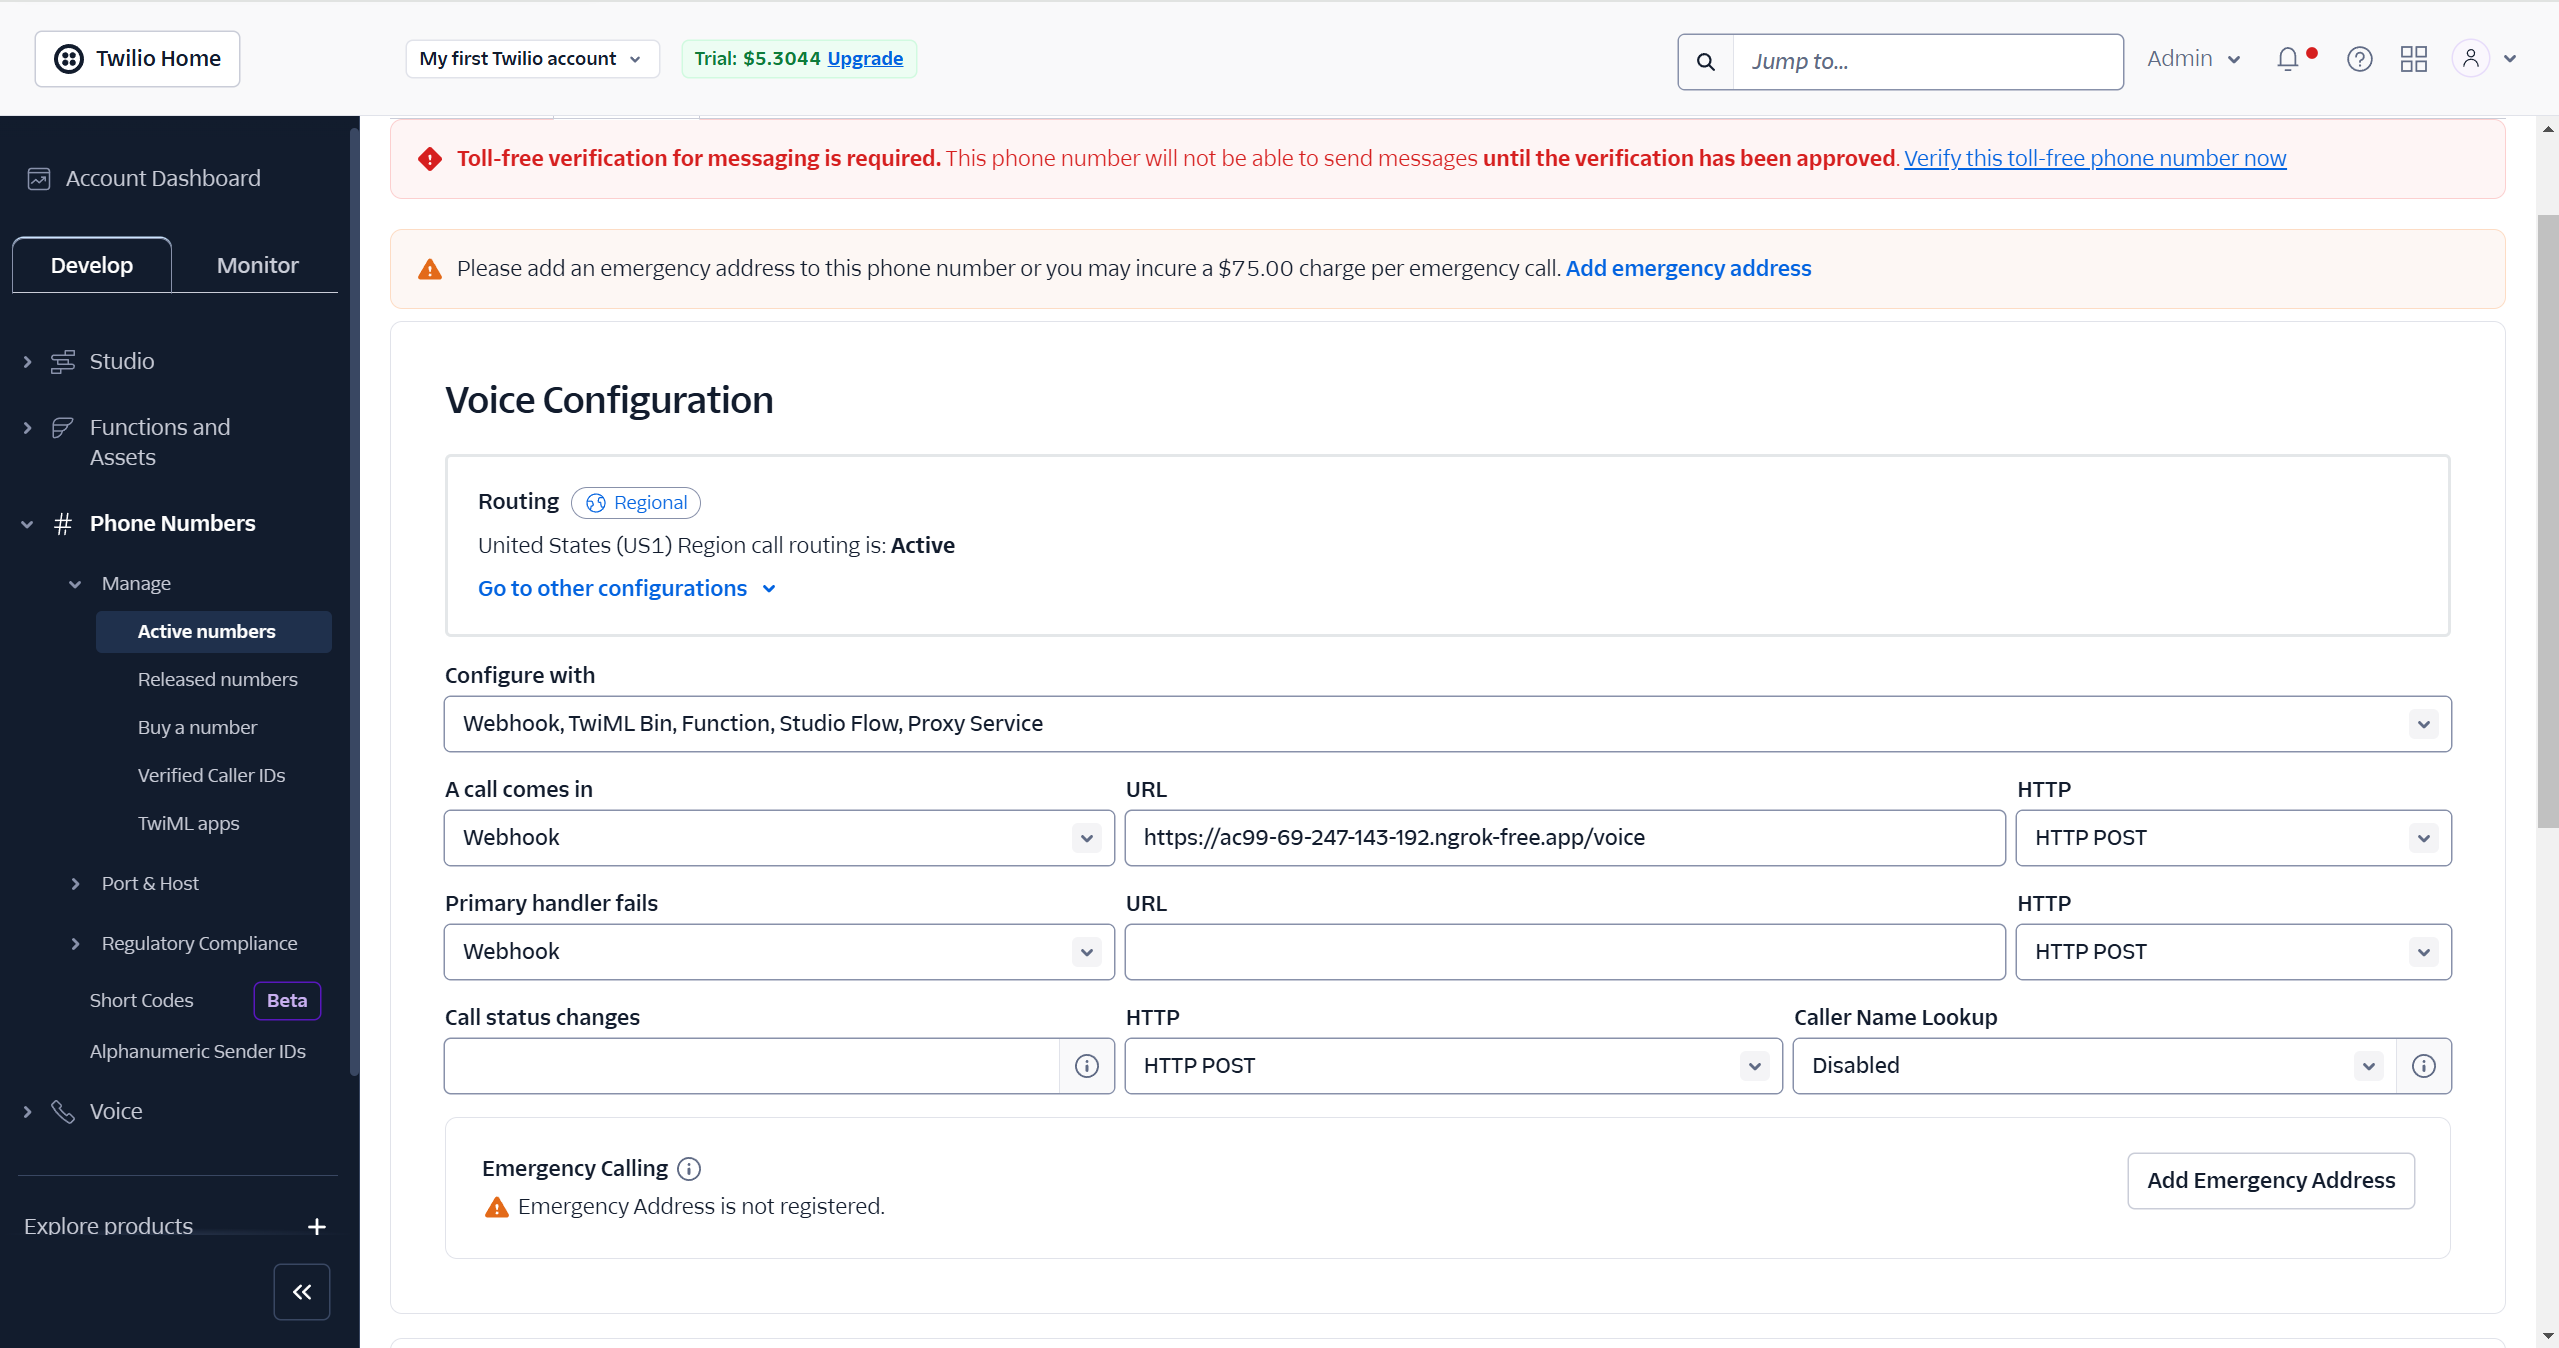 Twilio Home
My first Twilio account
Trial: $5.3044 Upgrade
Jump to...
Admin
Account Dashboard
Develop
Monitor
Studio
Functions and
Assets
# Phone Numbers
Manage
Active numbers
Released numbers
Buy a number
Verified Caller IDs
TwiML apps
Port & Host
Regulatory Compliance
Short Codes
Beta
Alphanumeric Sender IDs
Voice
Explore products
Toll-free verification for messaging is required. This phone number will not be able to send messages until the verification has been approved. Verify this toll-free phone number now
Please add an emergency address to this phone number or you may incure a $75.00 charge per emergency call. Add emergency address
Voice Configuration
Routing
Regional
United States (US1) Region call routing is: Active
Go to other configurations
Configure with
Webhook, TwiML Bin, Function, Studio Flow, Proxy Service
A call comes in
URL
HTTP
Webhook
https://ac99-69-247-143-192.ngrok-free.app/voice
HTTP POST
Primary handler fails
URL
HTTP
Webhook
HTTP POST
Call status changes
HTTP
Caller Name Lookup
HTTP POST
Disabled
Emergency Calling
Emergency Address is not registered.
Add Emergency Address